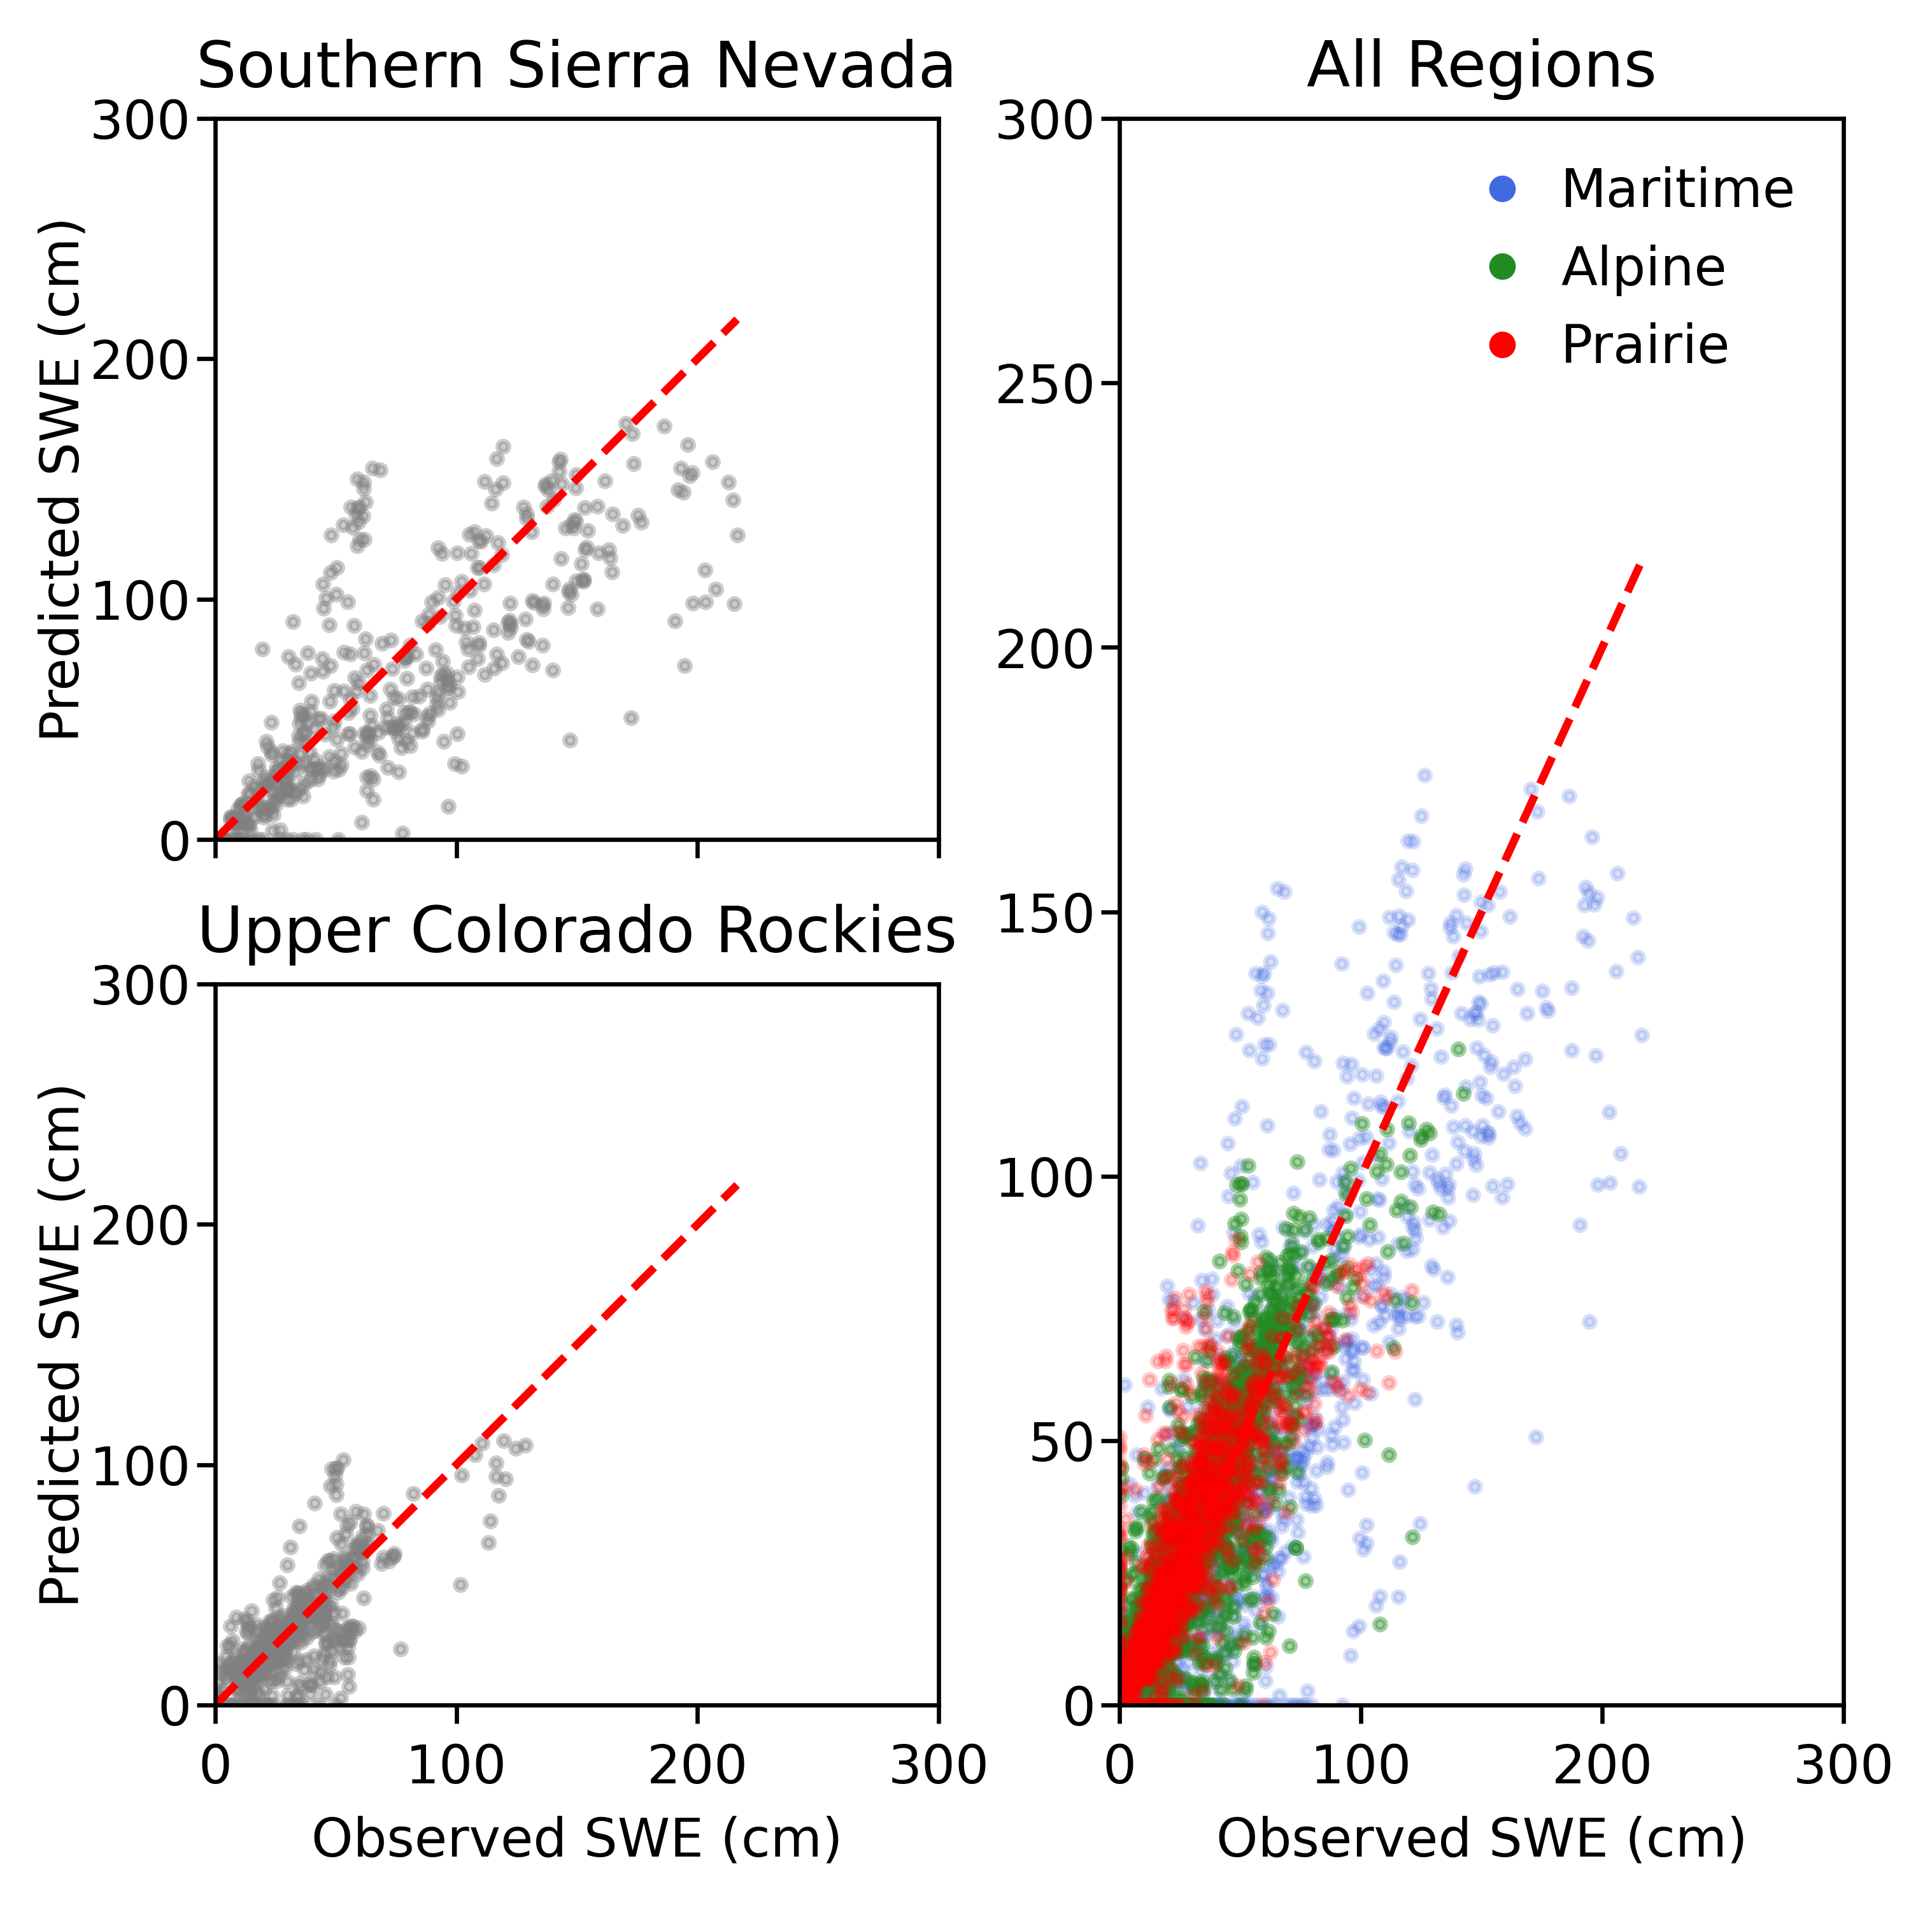 Southern Sierra Nevada
300
200
100
0
Predicted SWE (cm)
Upper Colorado Rockies
300
200
100
0
Predicted SWE (cm)
0 100 200 300
Observed SWE (cm)
All Regions
Maritime
Alpine
Prairie
300
250
200
150
100
50
0
0 100 200 300
Observed SWE (cm)